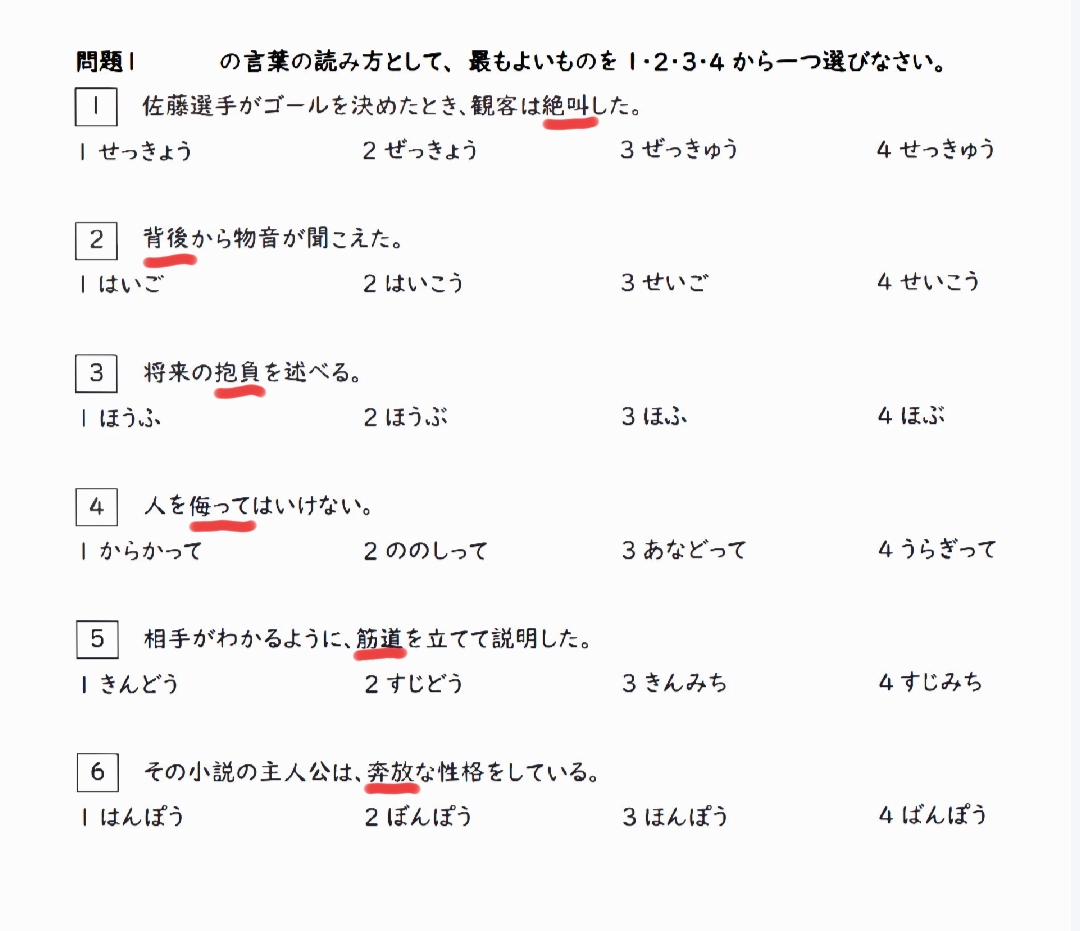 問題1 の言葉の読み方として、最もよいものを 1・2・3・4 から一つ選びなさい。
1 佐藤選手がゴールを決めたとき、観客は絶叫した。
1 せっきょう 2 ぜっきょう 3 ぜっきゅう 4 せっきゅう
2 背後から物音が聞こえた。
1 はいご 2 はいこう 3 せいご 4 せいこう
3 将来の抱負を述べる。
1 ほうふ 2 ほうぶ 3 ほふ 4 ほぶ
4 人を侮ってはいけない。
1 からかって 2 ののしって 3 あなどって 4 うらぎって
5 相手がわかるように、筋道を立てて説明した。
1 きんどう 2 すじどう 3 きんみち 4 すじみち
6 その小説の主人公は、奔放な性格をしている。
1 はんぽう 2 ぼんぽう 3 ほんぽう 4 ばんぽう